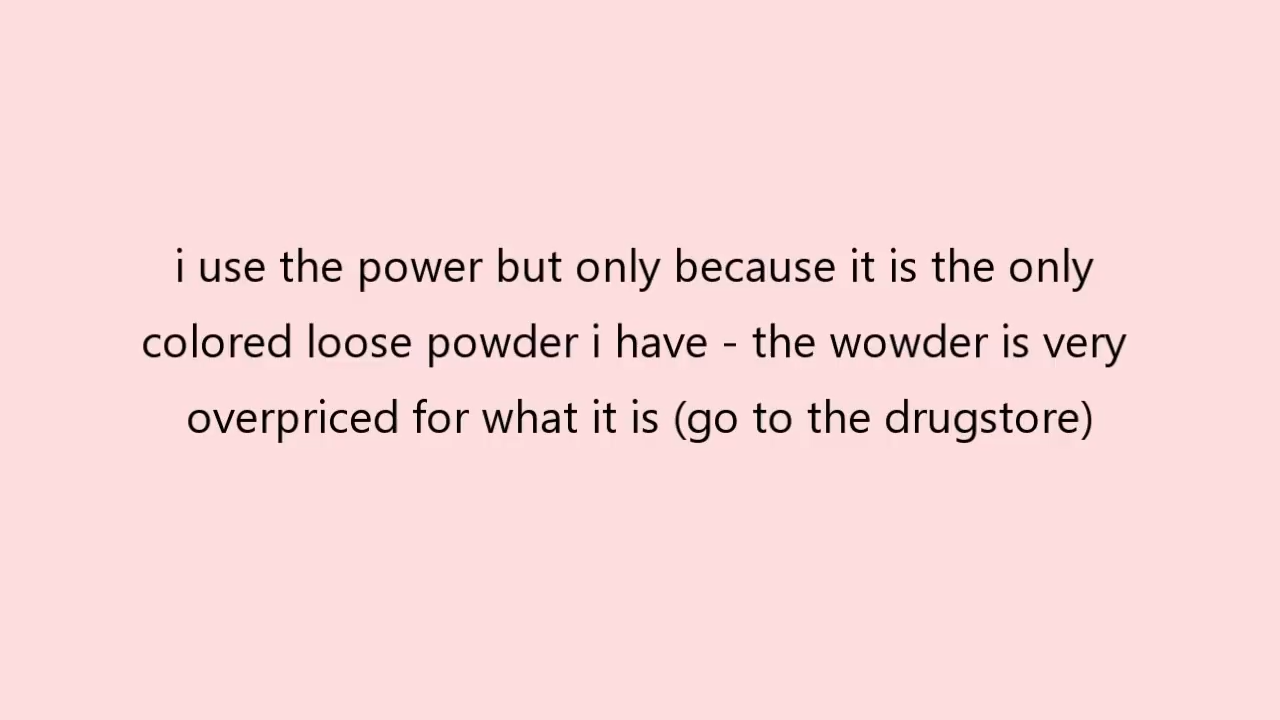 i use the power but only because it is the only
colored loose powder i have - the wowder is very
overpriced for what it is (go to the drugstore)